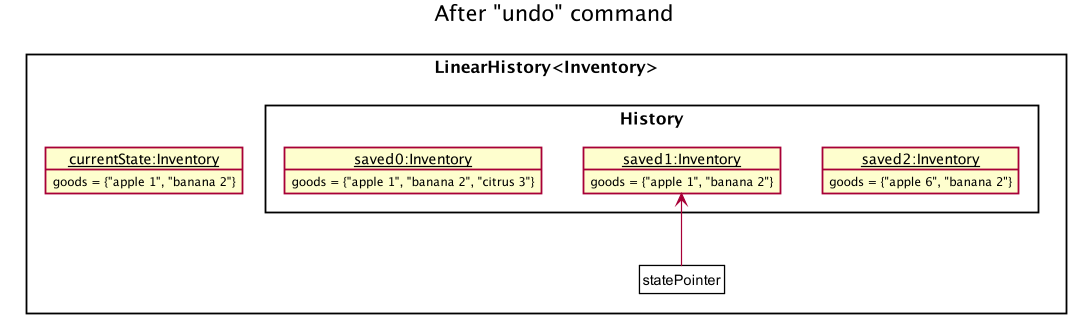 After "undo" command
LinearHistory<Inventory>
History
currentState:Inventory
goods = {"apple 1", "banana 2"}
saved0:Inventory
goods = {"apple 1", "banana 2", "citrus 3"}
saved1:Inventory
goods = {"apple 1", "banana 2"}
saved2:Inventory
goods = {"apple 6", "banana 2"}
statePointer